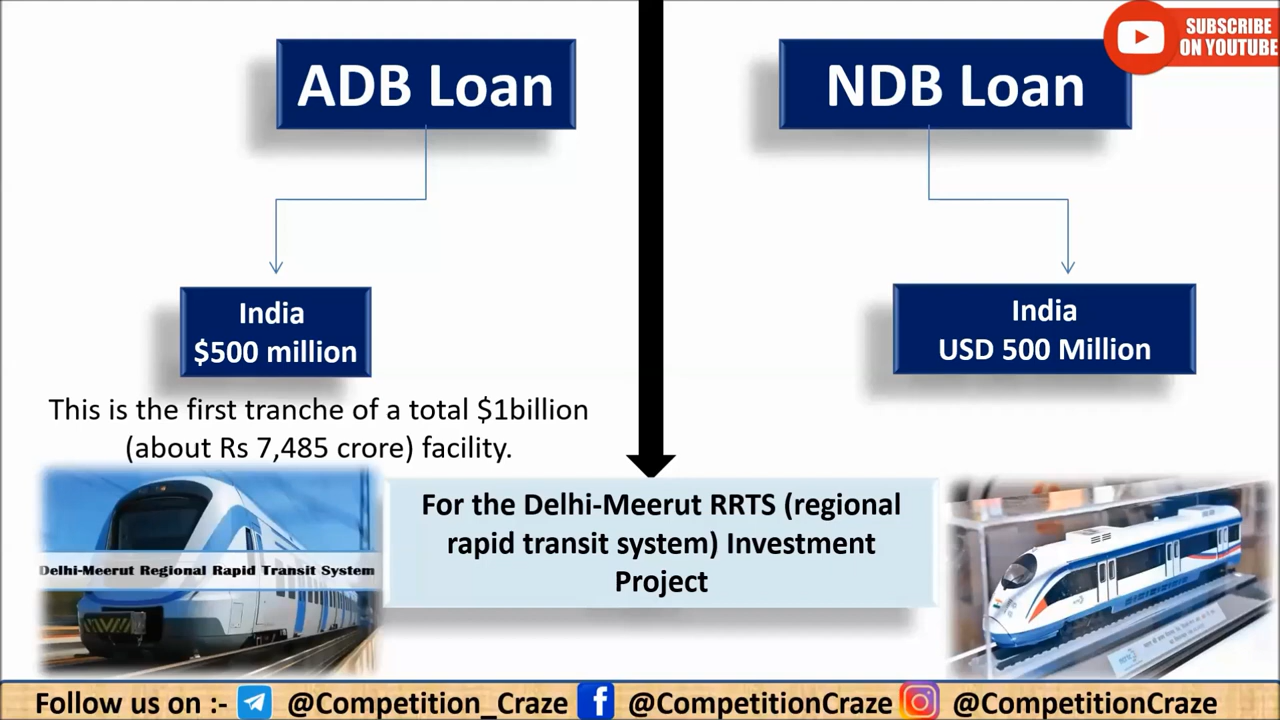 SUBSCRIBE
ON YOUTUBE
ADB Loan
NDB Loan
India
$500 million
India
USD 500 Million
This is the first tranche of a total $1billion
(about Rs 7,485 crore) facility.
For the Delhi-Meerut RRTS (regional
rapid transit system) Investment
Project
Delhi-Meerut Regional Rapid Transit System
Follow us on :- @Competition_Craze @CompetitionCraze @CompetitionCraze